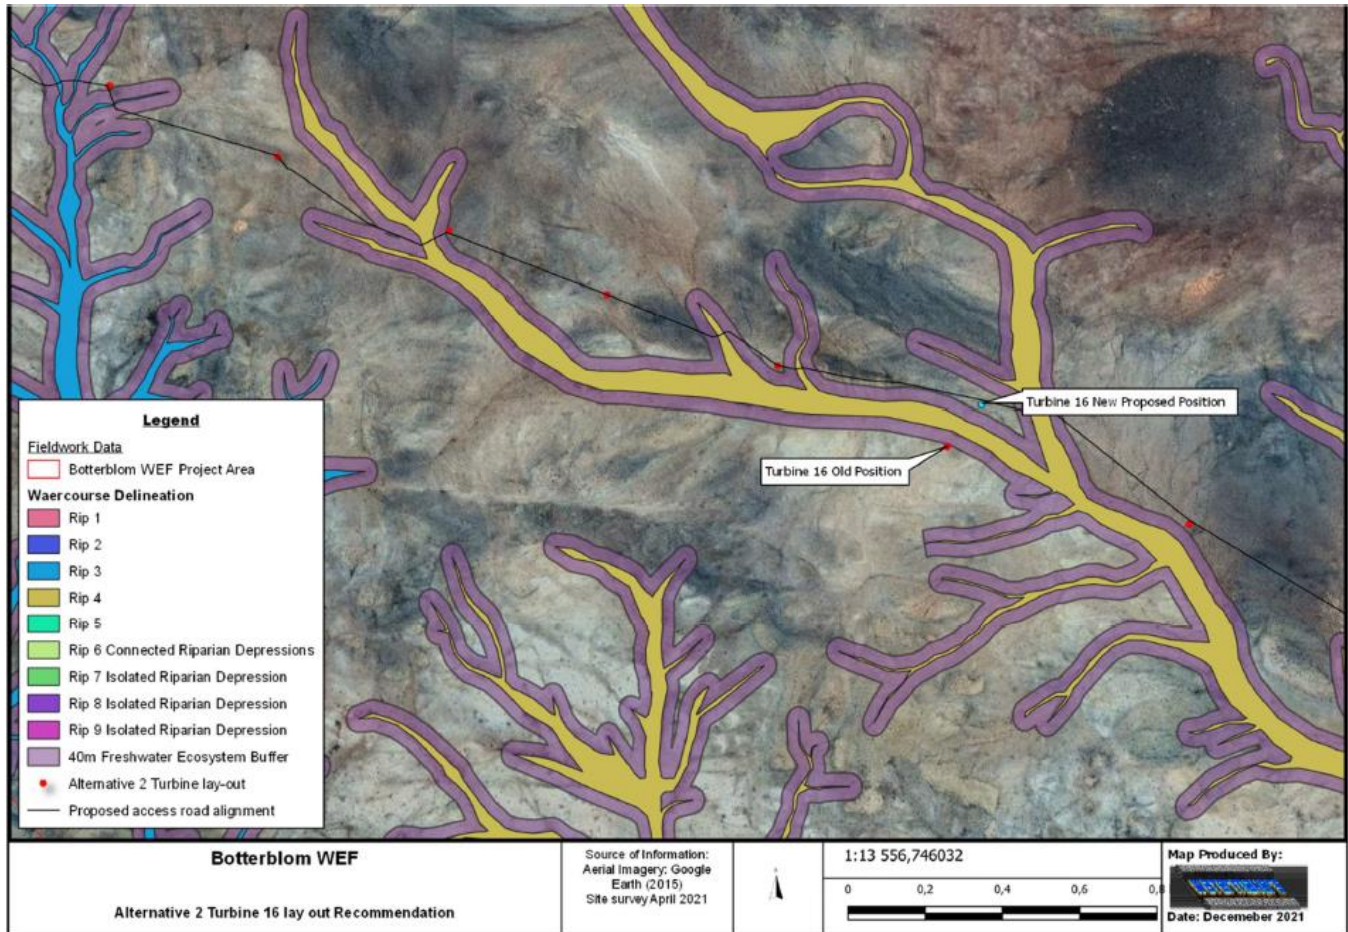 Turbine 16 New Proposed Position
Turbine 16 Old Position
Legend
Fieldwork Data
Botterblom WEF Project Area
Waercourse Delineation
Rip 1
Rip 2
Rip 3
Rip 4
Rip 5
Rip 6 Connected Riparian Depressions
Rip 7 Isolated Riparian Depression
Rip 8 Isolated Riparian Depression
Rip 9 Isolated Riparian Depression
40m Freshwater Ecosystem Buffer
Alternative 2 Turbine lay-out
Proposed access road alignment
Botterblom WEF
Alternative 2 Turbine 16 lay out Recommendation
Source of Information:
Aerial Imagery: Google
Earth (2015)
Site survey April 2021
1:13 556,746032
0 0,2 0,4 0,6 0,8
Map Produced By:
Date: Decemeber 2021